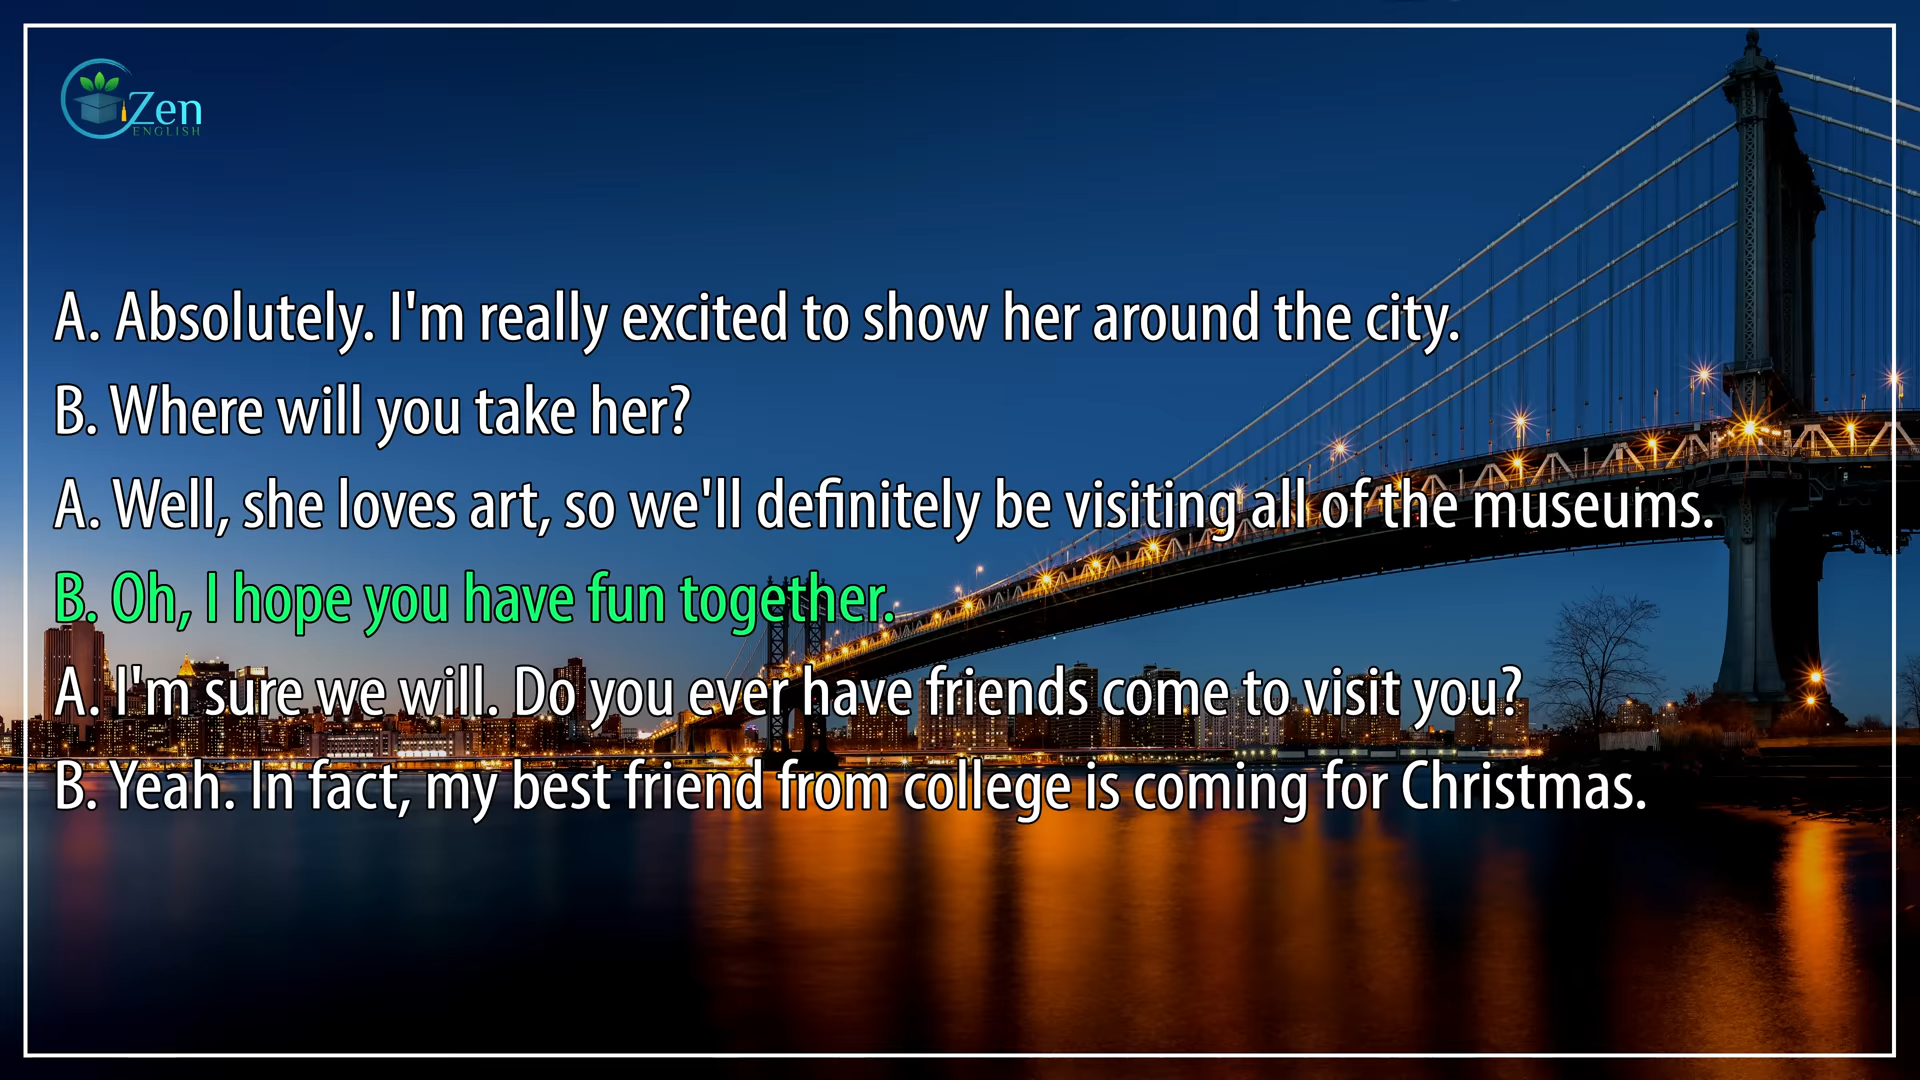 Zen
ENGLISH
A. Absolutely. I'm really excited to show her around the city.
B. Where will you take her?
A. Well, she loves art, so we'll definitely be visiting all of the museums.
B. Oh, I hope you have fun together.
A. I'm sure we will. Do you ever have friends come to visit you?
B. Yeah. In fact, my best friend from college is coming for Christmas.